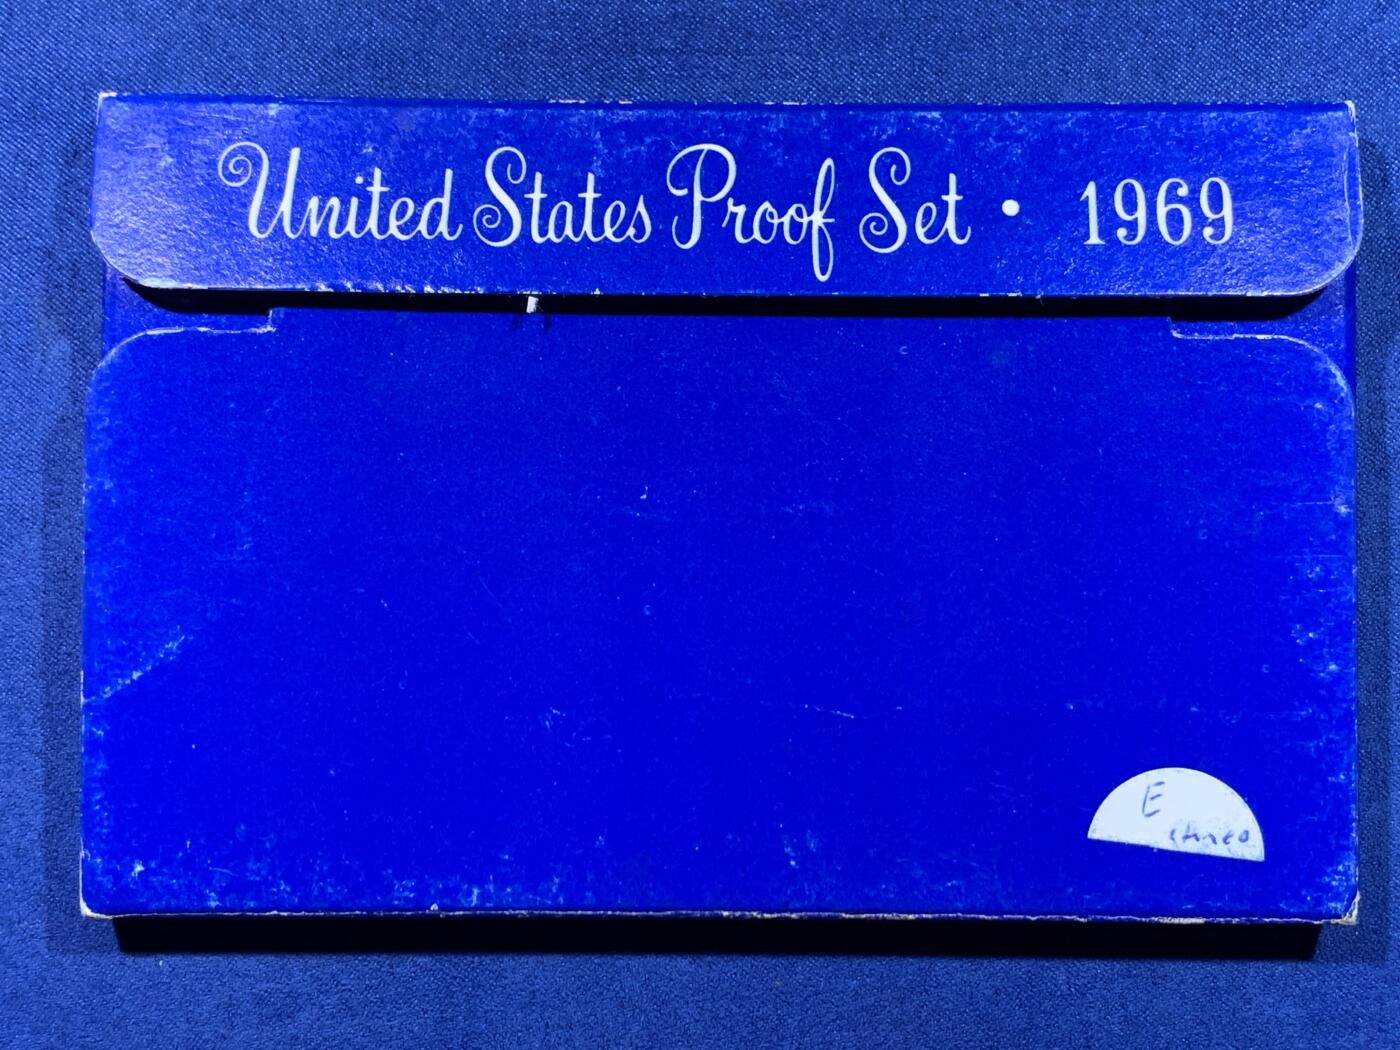 United States Proof Set • 1969
E